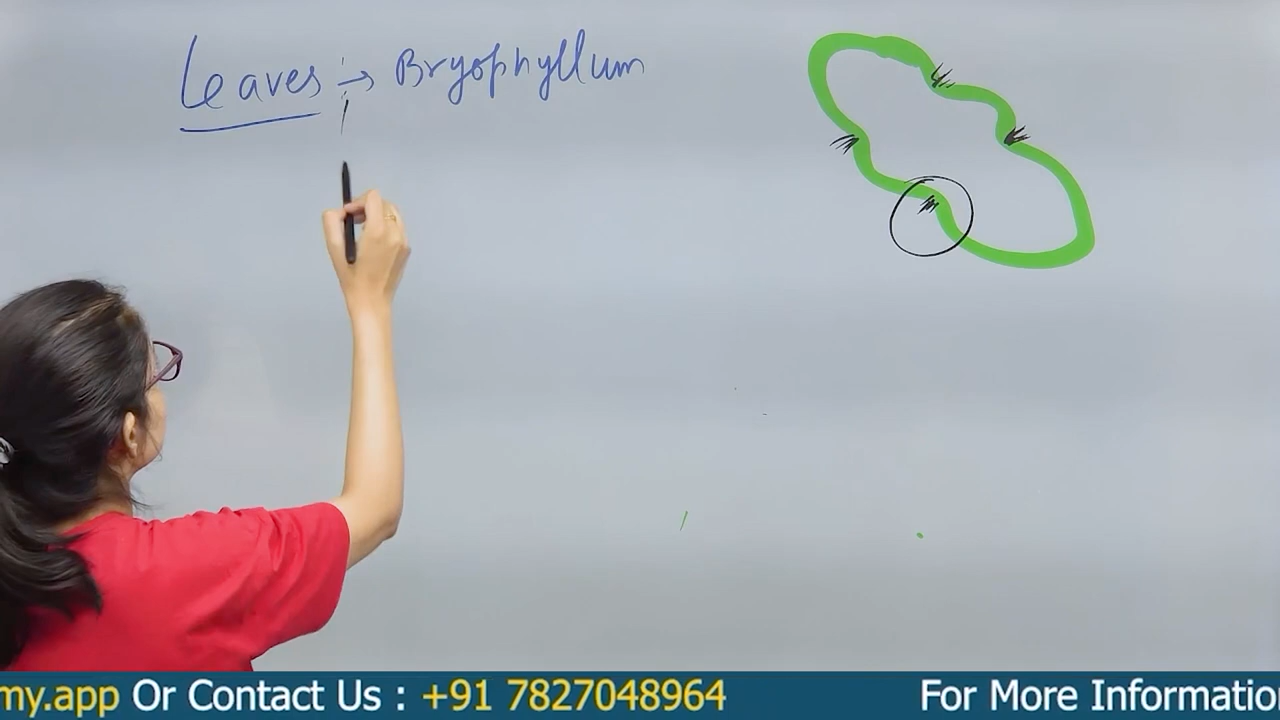 Leaves :→ Bryophyllum
my.app Or Contact Us : +91 7827048964 For More Informatio